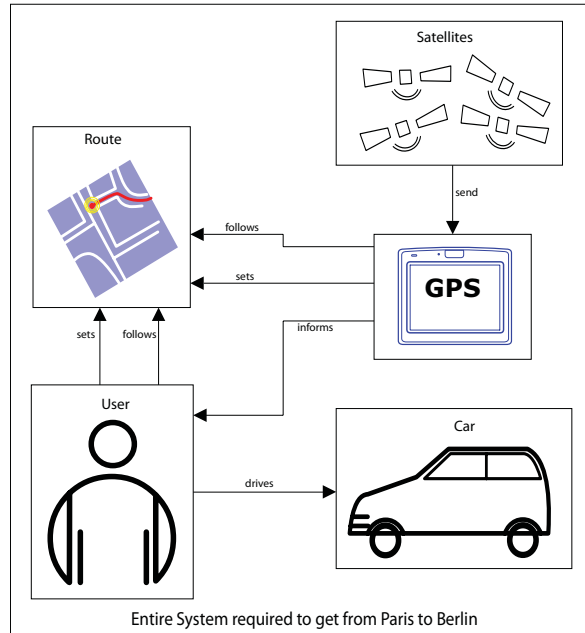 Satellites
Route
send
follows
GPS
sets
informs
sets
follows
User
Car
drives
Entire System required to get from Paris to Berlin